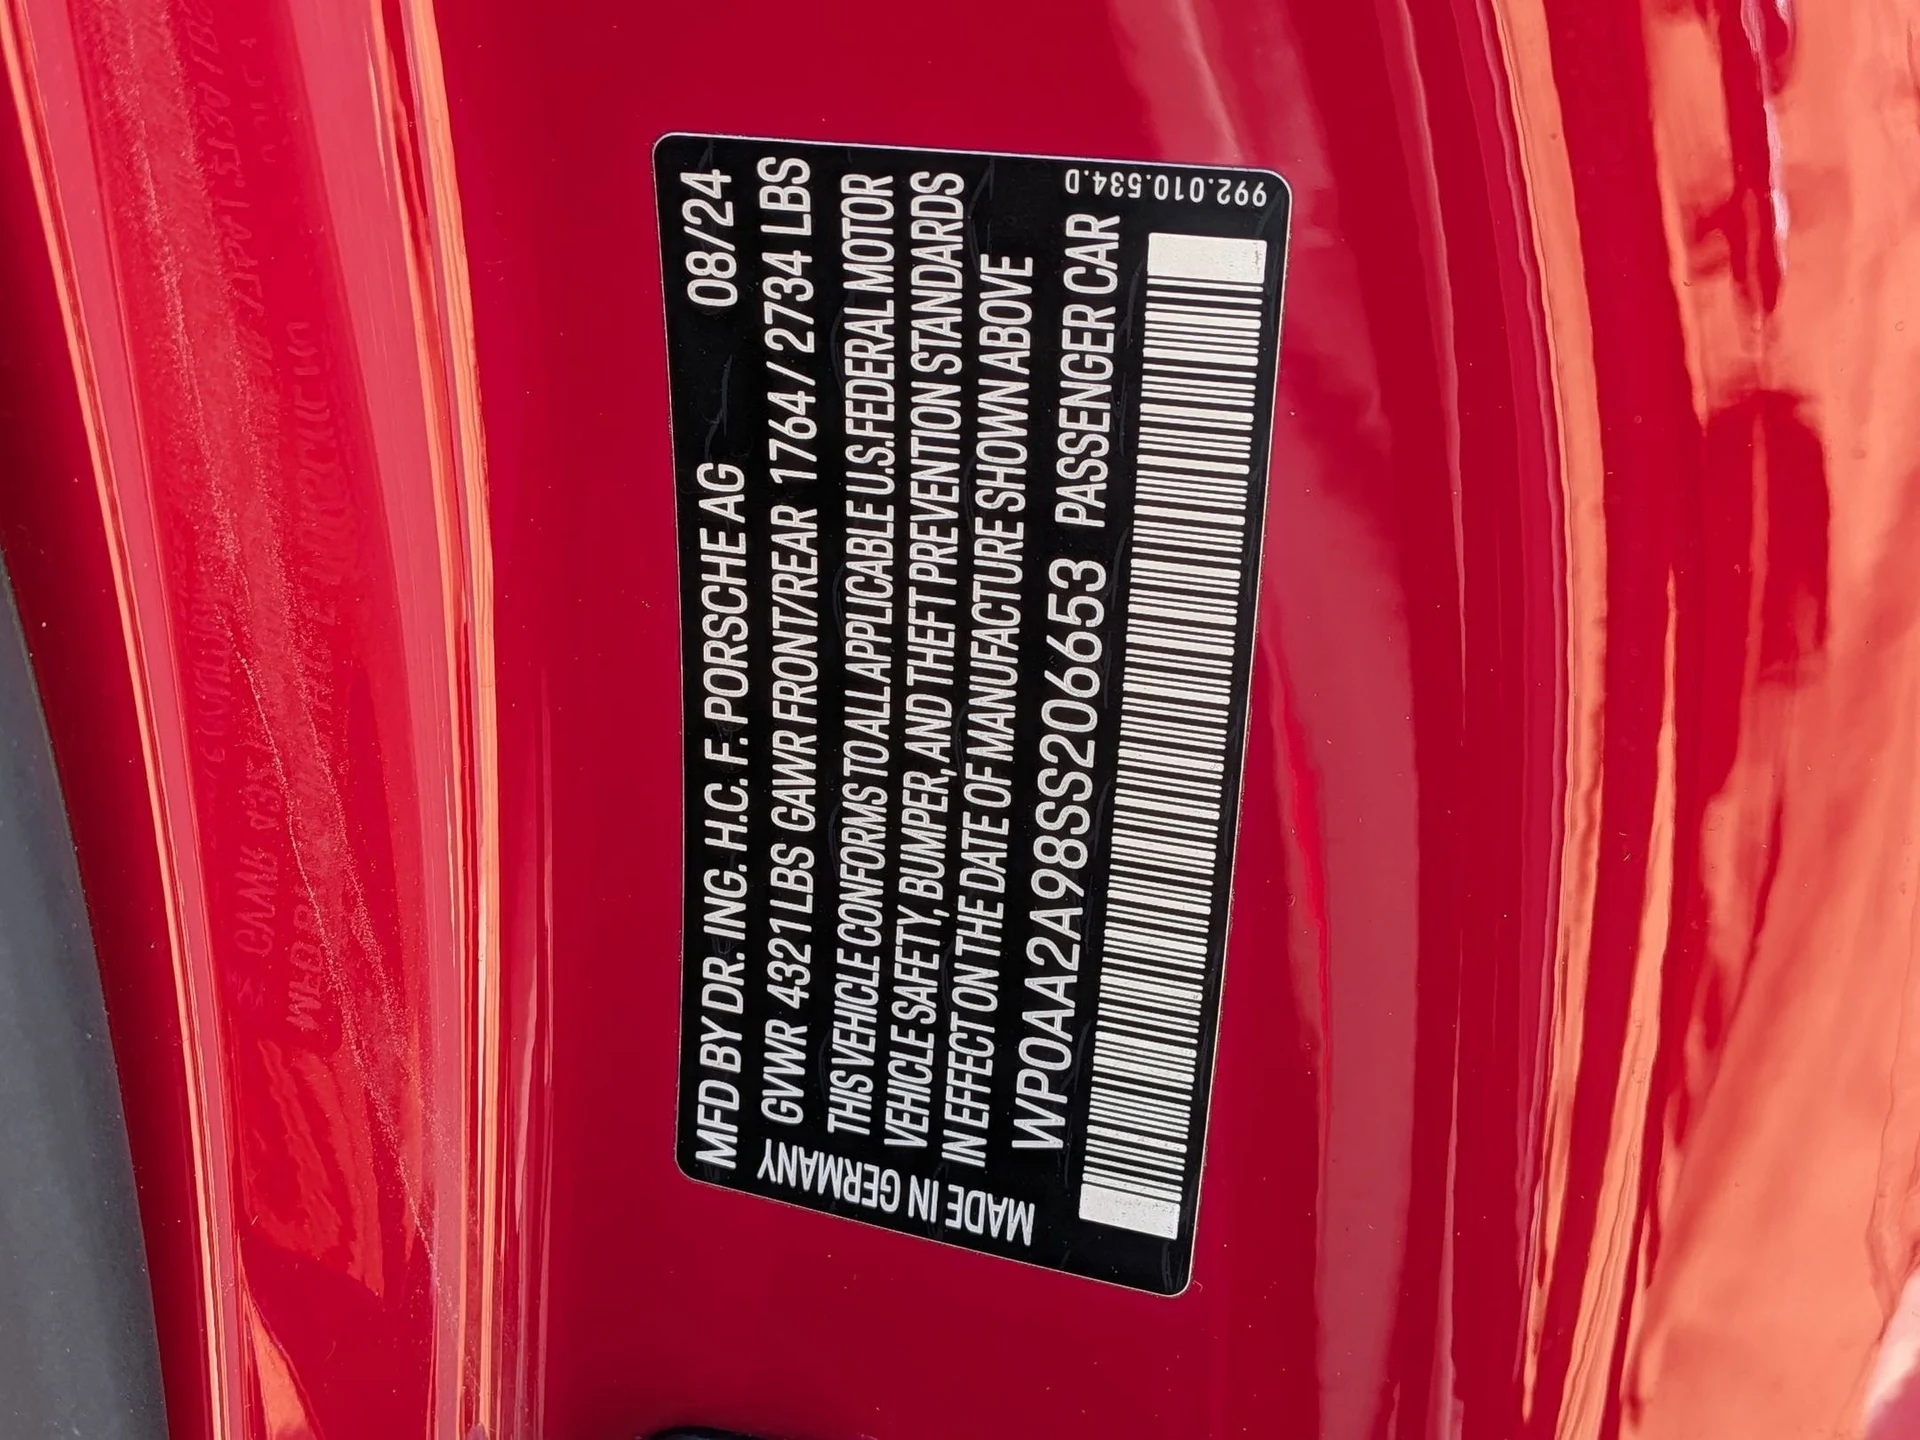 MFD BY DR. ING. H.C. F. PORSCHE AG 08/24
GVWR 4321 LBS GAWR FRONT/REAR 1764 / 2734 LBS
THIS VEHICLE CONFORMS TO ALL APPLICABLE U.S. FEDERAL MOTOR
VEHICLE SAFETY, BUMPER, AND THEFT PREVENTION STANDARDS
IN EFFECT ON THE DATE OF MANUFACTURE SHOWN ABOVE
WP0AA2A98SS206653 PASSENGER CAR
MADE IN GERMANY
992.010.534.D